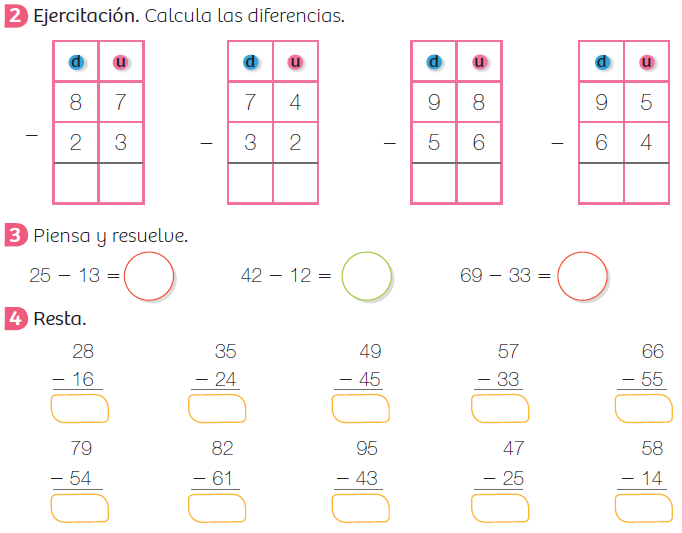 2 Ejercitación. Calcula las diferencias.
d u d u d u d u
8 7 7 4 9 8 9 5
− 2 3 − 3 2 − 5 6 − 6 4
3 Piensa y resuelve.
25 − 13 = 42 − 12 = 69 − 33 =
4 Resta.
28 35 49 57 66
− 16 − 24 − 45 − 33 − 55
79 82 95 47 58
− 54 − 61 − 43 − 25 − 14